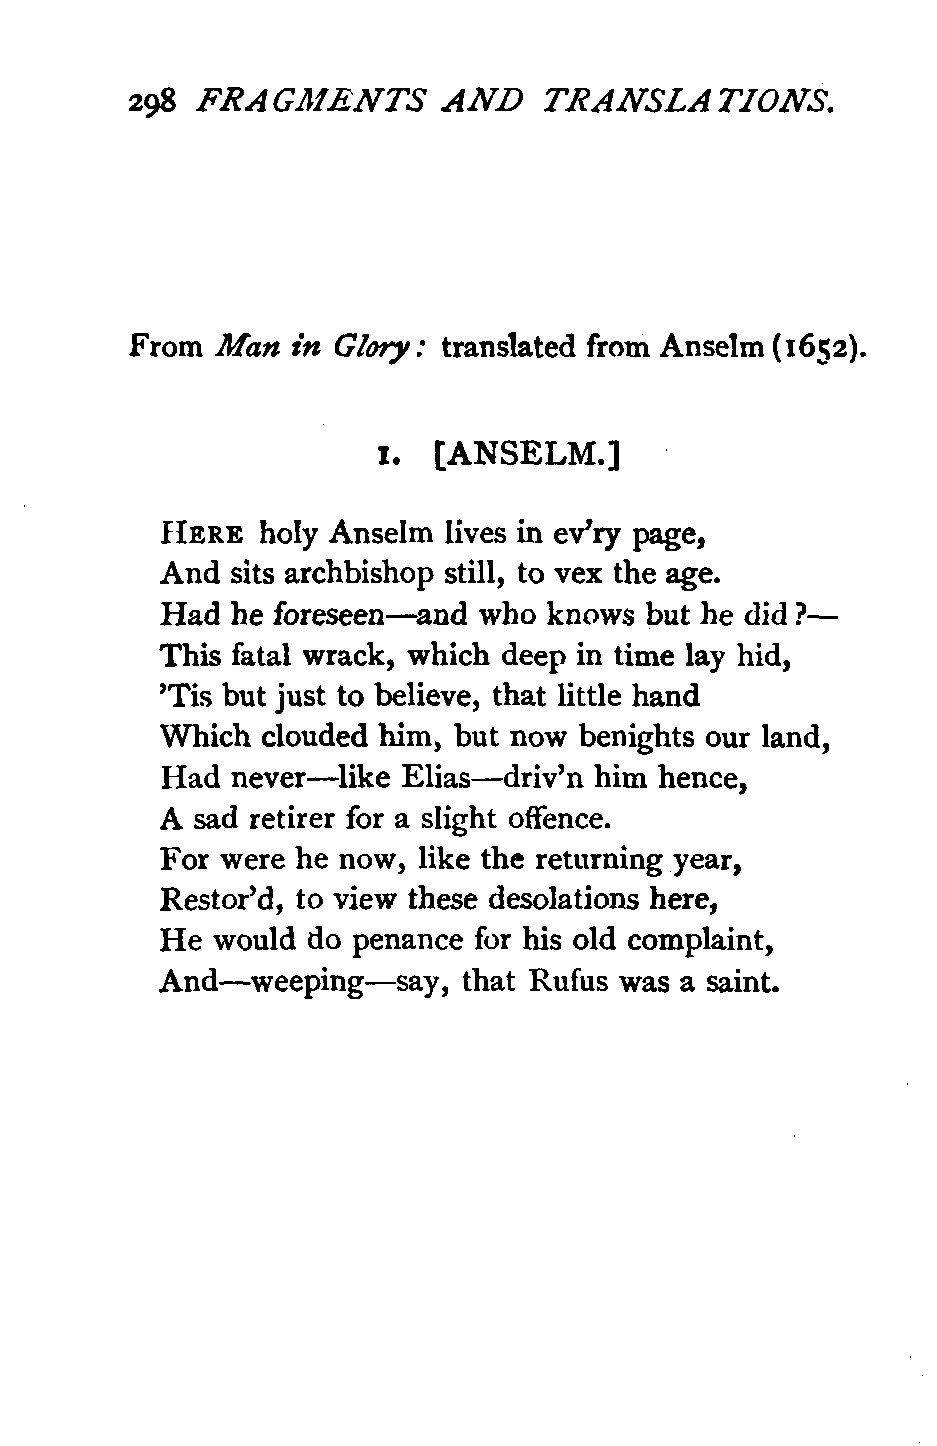 298 FRAGMENTS AND TRANSLATIONS.
From Man in Glory: translated from Anselm (1652).
1. [ANSELM.]
HERE holy Anselm lives in ev'ry page,
And sits archbishop still, to vex the age.
Had he foreseen—and who knows but he did?—
This fatal wrack, which deep in time lay hid,
'Tis but just to believe, that little hand
Which clouded him, but now benights our land,
Had never—like Elias—driv'n him hence,
A sad retirer for a slight offence.
For were he now, like the returning year,
Restor'd, to view these desolations here,
He would do penance for his old complaint,
And—weeping—say, that Rufus was a saint.